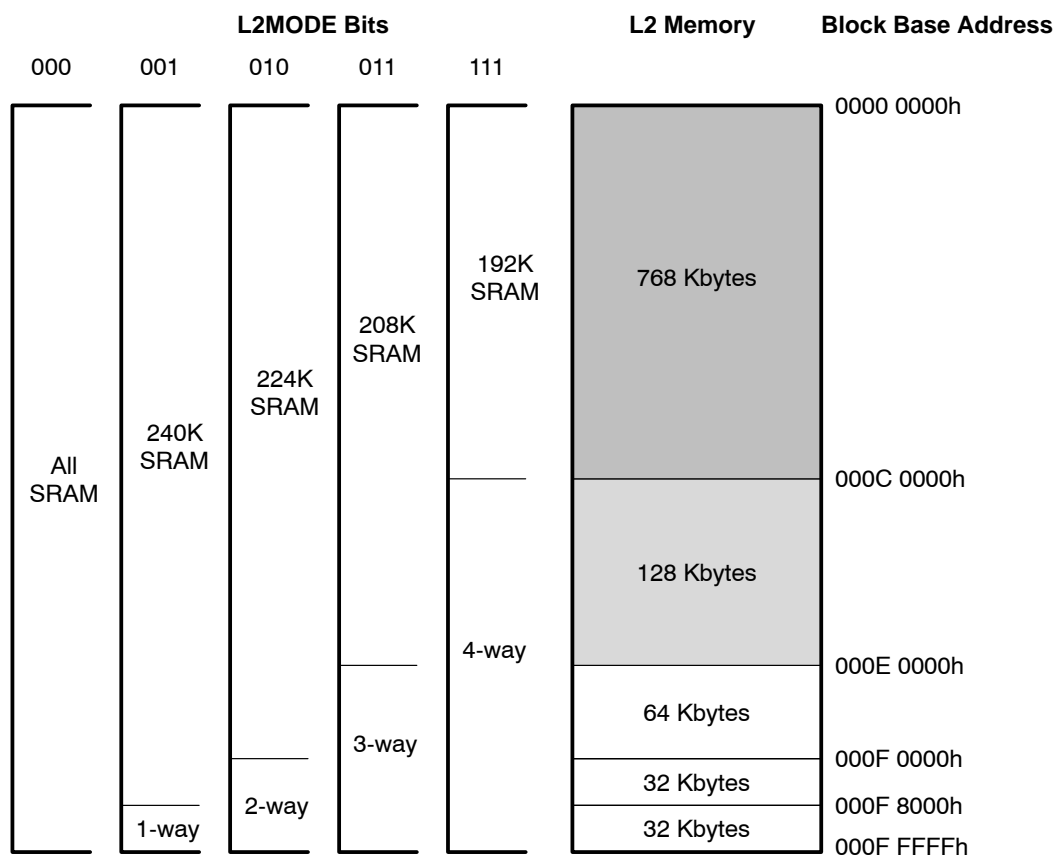 L2MODE Bits L2 Memory Block Base Address
000 001 010 011 111
0000 0000h
192K
SRAM
768 Kbytes
208K
SRAM
224K
SRAM
240K
SRAM
All
SRAM
000C 0000h
128 Kbytes
4-way
000E 0000h
64 Kbytes
3-way
000F 0000h
32 Kbytes
2-way
000F 8000h
1-way
32 Kbytes
000F FFFFh